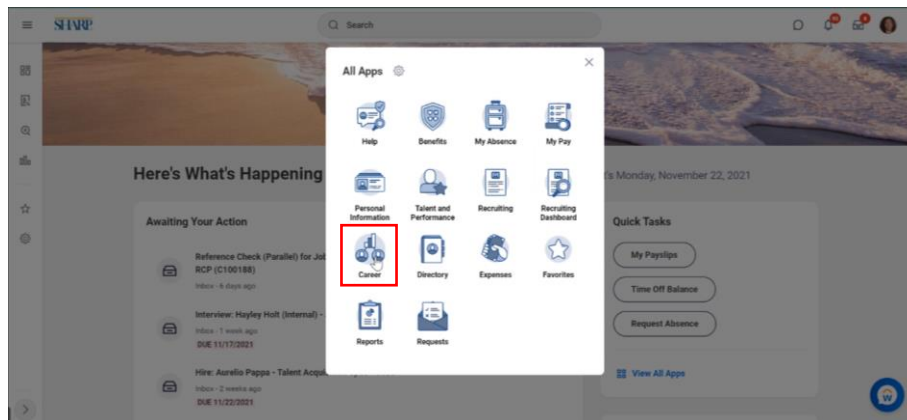 SHARP
Search
All Apps
Help
Benefits
My Absence
My Pay
Here's What's Happening
's Monday, November 22, 2021
Personal Information
Talent and Performance
Recruiting
Recruiting Dashboard
Awaiting Your Action
Quick Tasks
Reference Check (Parallel) for Jo
RCP (C100188)
Inbox - 6 days ago
My Payslips
Career
Directory
Expenses
Favorites
Time Off Balance
Interview: Hayley Holt (Internal) -
Inbox - 1 week ago
DUE 11/17/2021
Request Absence
Reports
Requests
Hire: Aurelio Pappa - Talent Acqui
Inbox - 2 weeks ago
DUE 11/22/2021
View All Apps